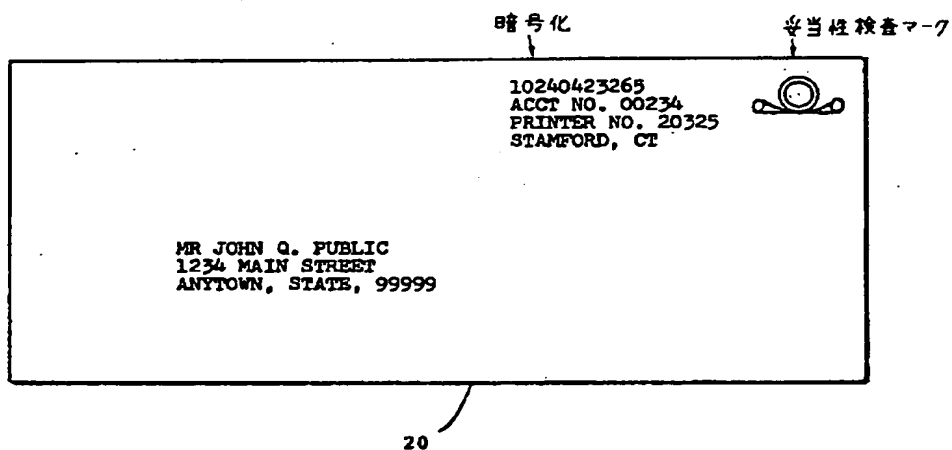 暗号化
妥当性検査マーク
10240423265
ACCT NO. 00234
PRINTER NO. 20325
STAMFORD, CT
MR JOHN Q. PUBLIC
1234 MAIN STREET
ANYTOWN, STATE, 99999
20